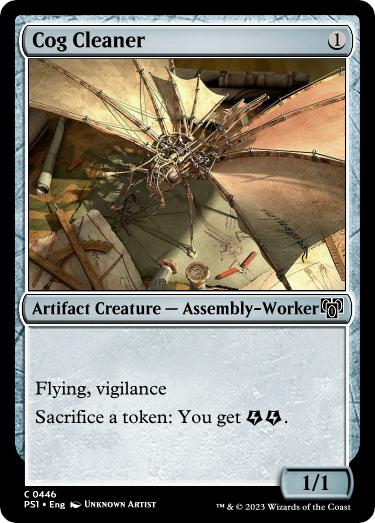 Cog Cleaner 1
Artifact Creature — Assembly-Worker
Flying, vigilance
Sacrifice a token: You get .
1/1
C 0446
PS1 • Eng Unknown Artist
™ & © 2023 Wizards of the Coast